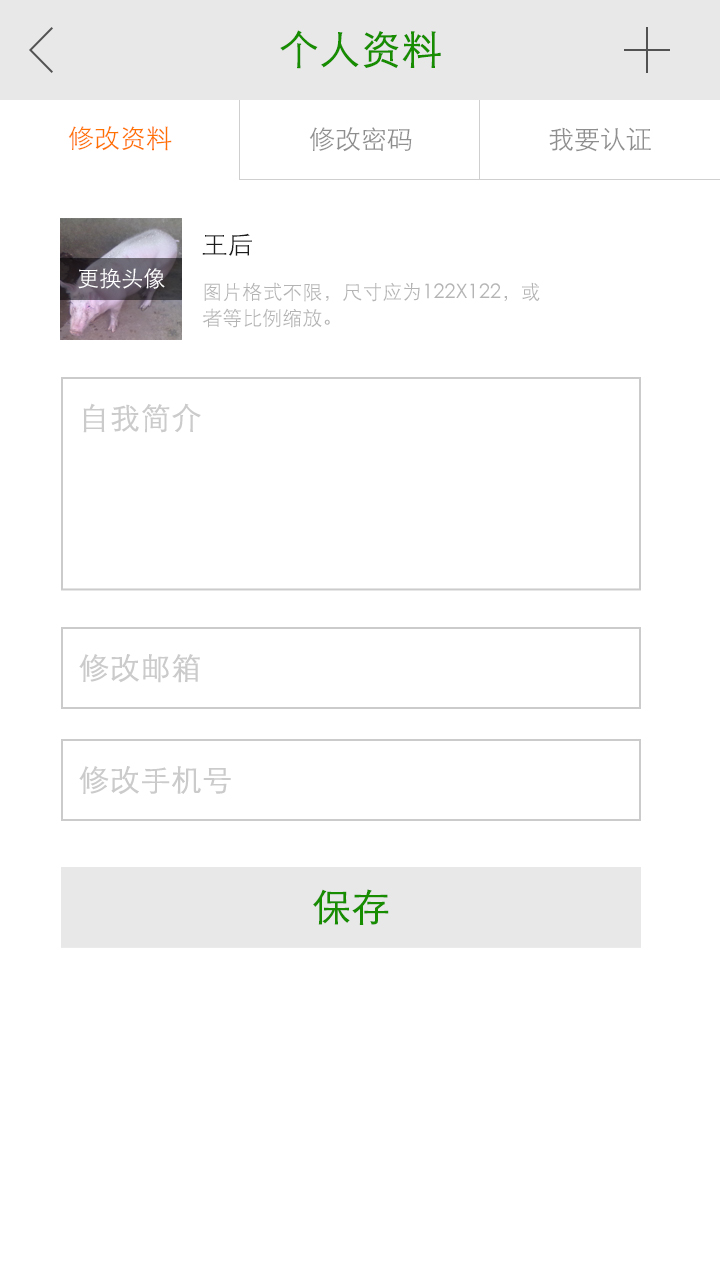 个人资料
修改资料
修改密码
我要认证
更换头像
王后
图片格式不限，尺寸应为122X122，或
者等比例缩放。
自我简介
修改邮箱
修改手机号
保存